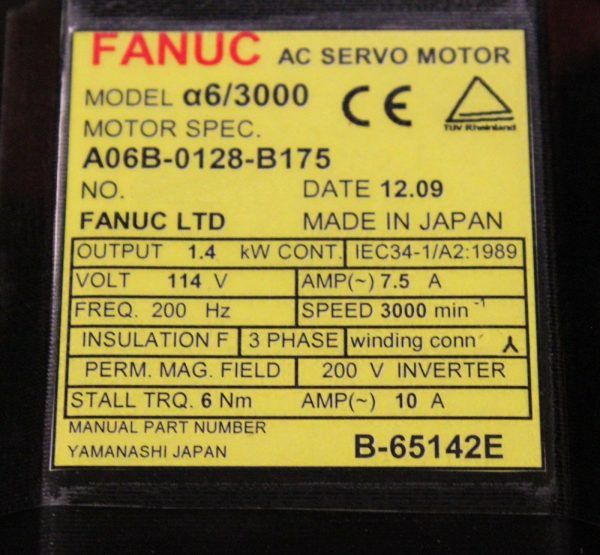 FANUC AC SERVO MOTOR
MODEL α6/3000
CE
TÜV Rheinland
MOTOR SPEC.
A06B-0128-B175
NO. DATE 12.09
FANUC LTD MADE IN JAPAN
OUTPUT 1.4 kW CONT. IEC34-1/A2:1989
VOLT 114 V AMP(~) 7.5 A
FREQ. 200 Hz SPEED 3000 min⁻¹
INSULATION F 3 PHASE winding conn'
PERM. MAG. FIELD 200 V INVERTER
STALL TRQ. 6 Nm AMP(~) 10 A
MANUAL PART NUMBER
YAMANASHI JAPAN B-65142E